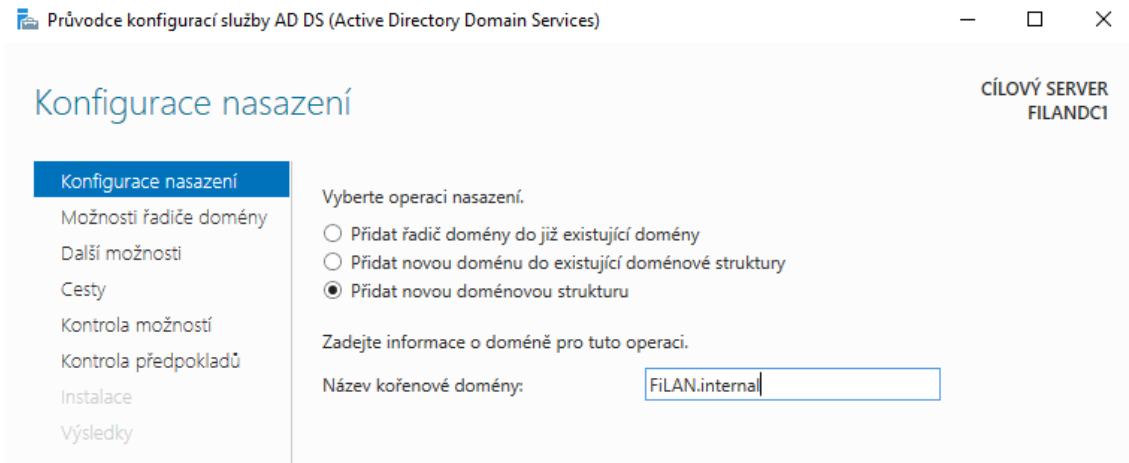 Průvodce konfigurací služby AD DS (Active Directory Domain Services)
Konfigurace nasazení
CÍLOVÝ SERVER
FILANDC1
Konfigurace nasazení
Možnosti řadiče domény
Další možnosti
Cesty
Kontrola možností
Kontrola předpokladů
Instalace
Výsledky
Vyberte operaci nasazení.
Přidat řadič domény do již existující domény
Přidat novou doménu do existující doménové struktury
Přidat novou doménovou strukturu
Zadejte informace o doméně pro tuto operaci.
Název kořenové domény:
FiLAN.internal